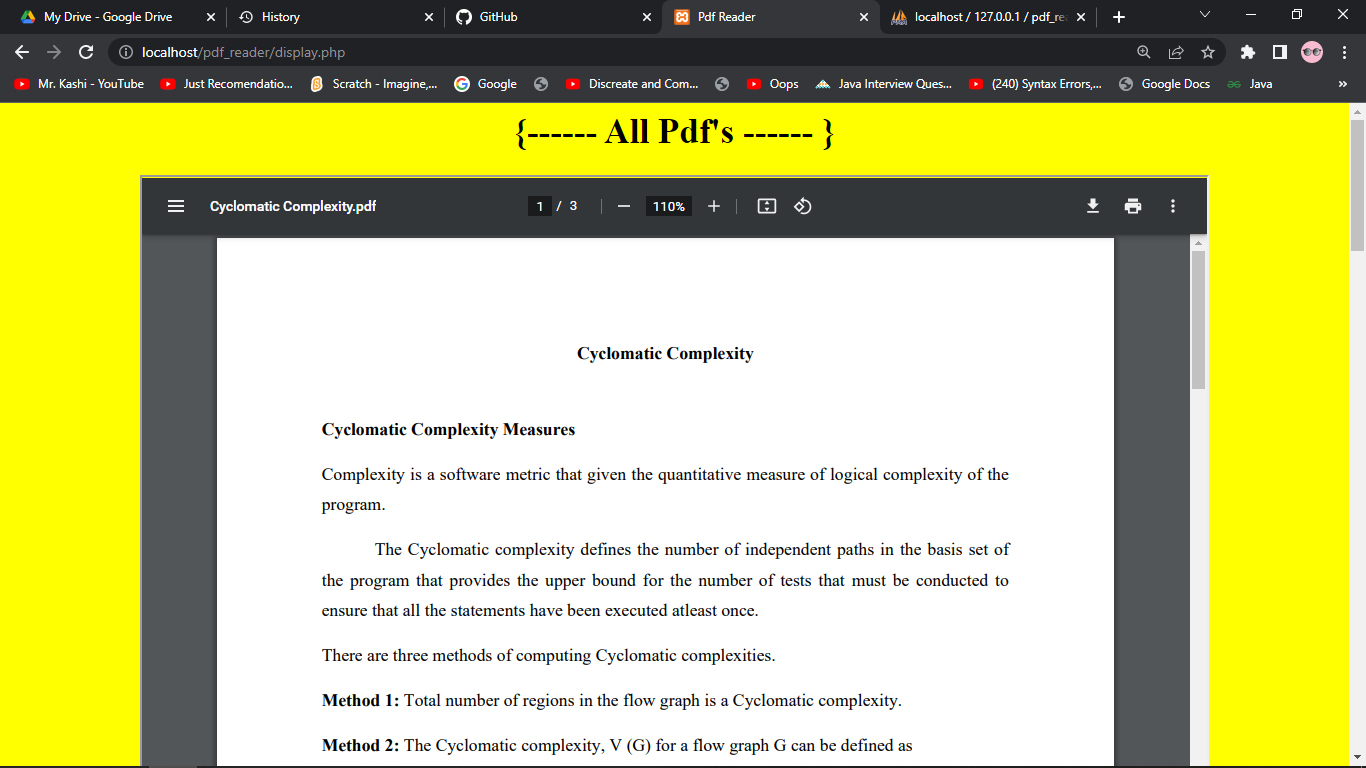 My Drive - Google Drive
History
GitHub
Pdf Reader
localhost / 127.0.0.1 / pdf_re
localhost/pdf_reader/display.php
Mr. Kashi - YouTube
Just Recomendatio...
Scratch - Imagine,...
Google
Discreate and Com...
Oops
Java Interview Ques...
(240) Syntax Errors,...
Google Docs
Java
»
{------ All Pdf's ------ }
Cyclomatic Complexity.pdf
1 / 3
110%
Cyclomatic Complexity
Cyclomatic Complexity Measures
Complexity is a software metric that given the quantitative measure of logical complexity of the
program.
The Cyclomatic complexity defines the number of independent paths in the basis set of
the program that provides the upper bound for the number of tests that must be conducted to
ensure that all the statements have been executed atleast once.
There are three methods of computing Cyclomatic complexities.
Method 1: Total number of regions in the flow graph is a Cyclomatic complexity.
Method 2: The Cyclomatic complexity, V (G) for a flow graph G can be defined as